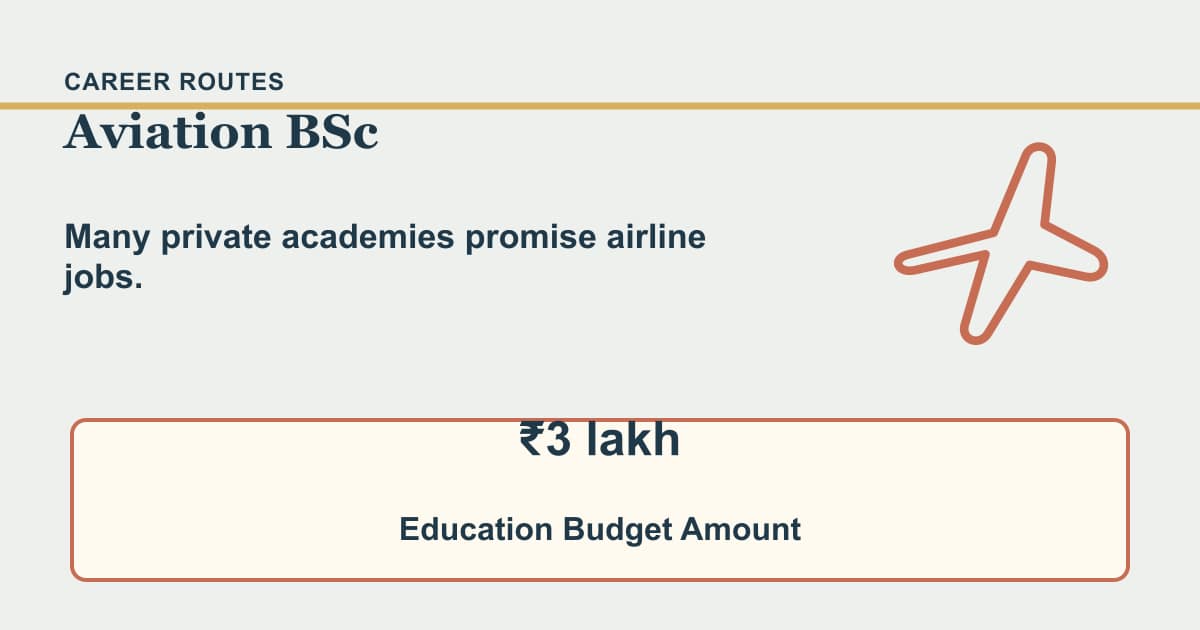 CAREER ROUTES
Aviation BSc
Many private academies promise airline
jobs.
₹3 lakh
Education Budget Amount